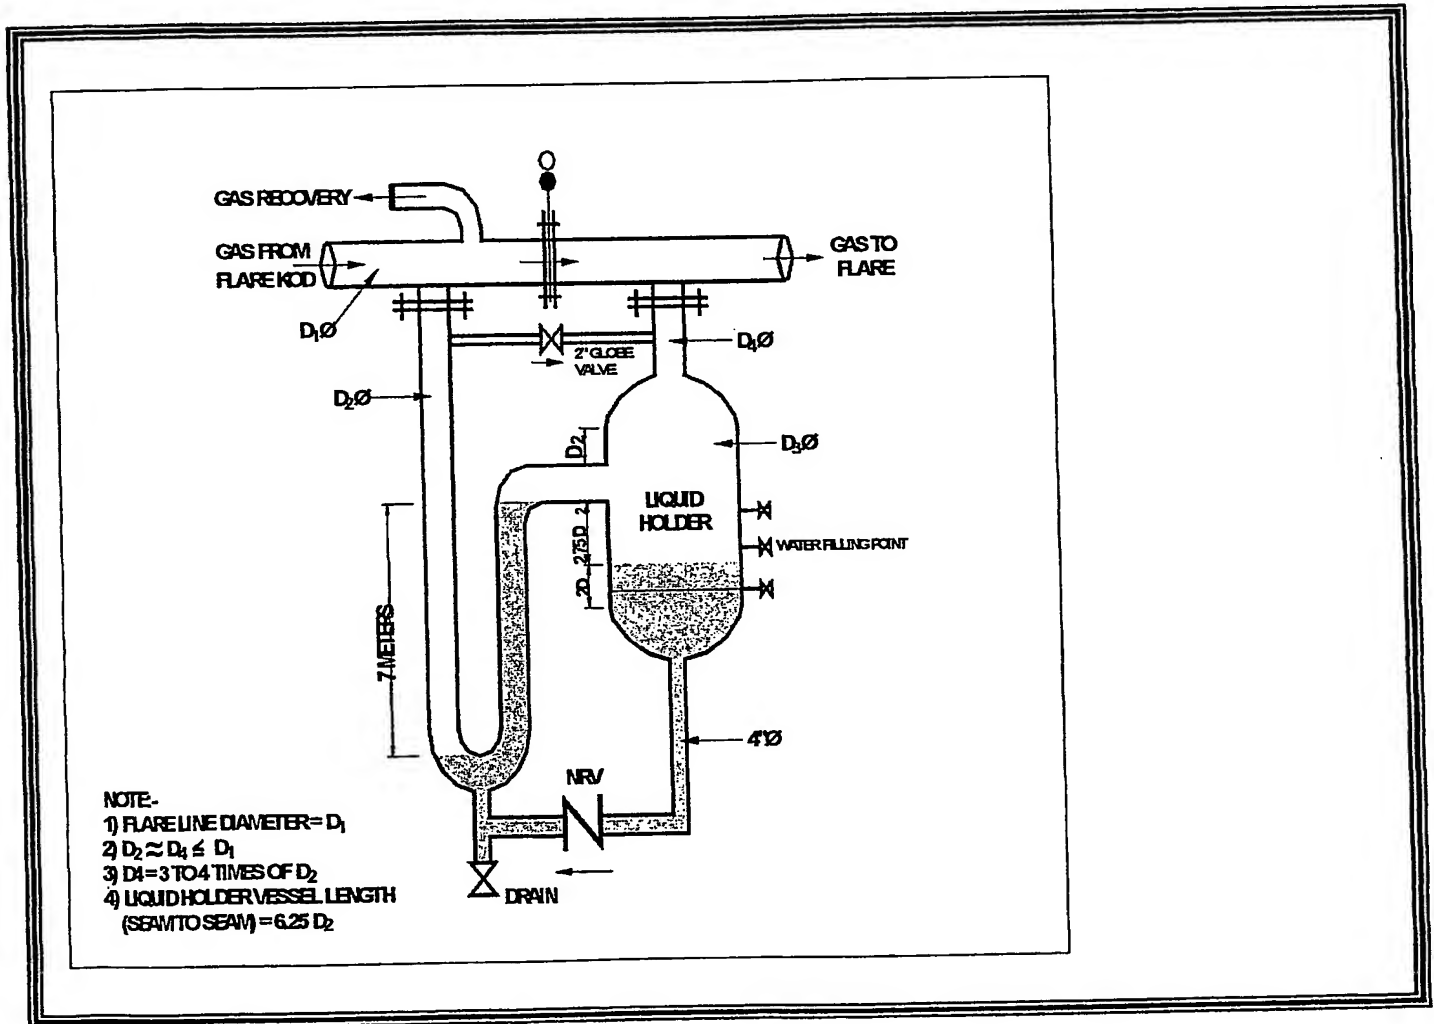 GAS RECOVERY
GAS FROM
FLARE KOD
GAS TO
FLARE
D1Ø
2" GLOBE
VALVE
D4Ø
D2Ø
D2
D3Ø
LIQUID
HOLDER
2.75 D2
WATER FILLING POINT
2D
7 METERS
4"Ø
NRV
DRAIN
NOTE:-
1) FLARE LINE DIAMETER = D1
2) D2 ≈ D4 ≤ D1
3) D4 = 3 TO 4 TIMES OF D2
4) LIQUID HOLDER VESSEL LENGTH
(SEAM TO SEAM) = 6.25 D2